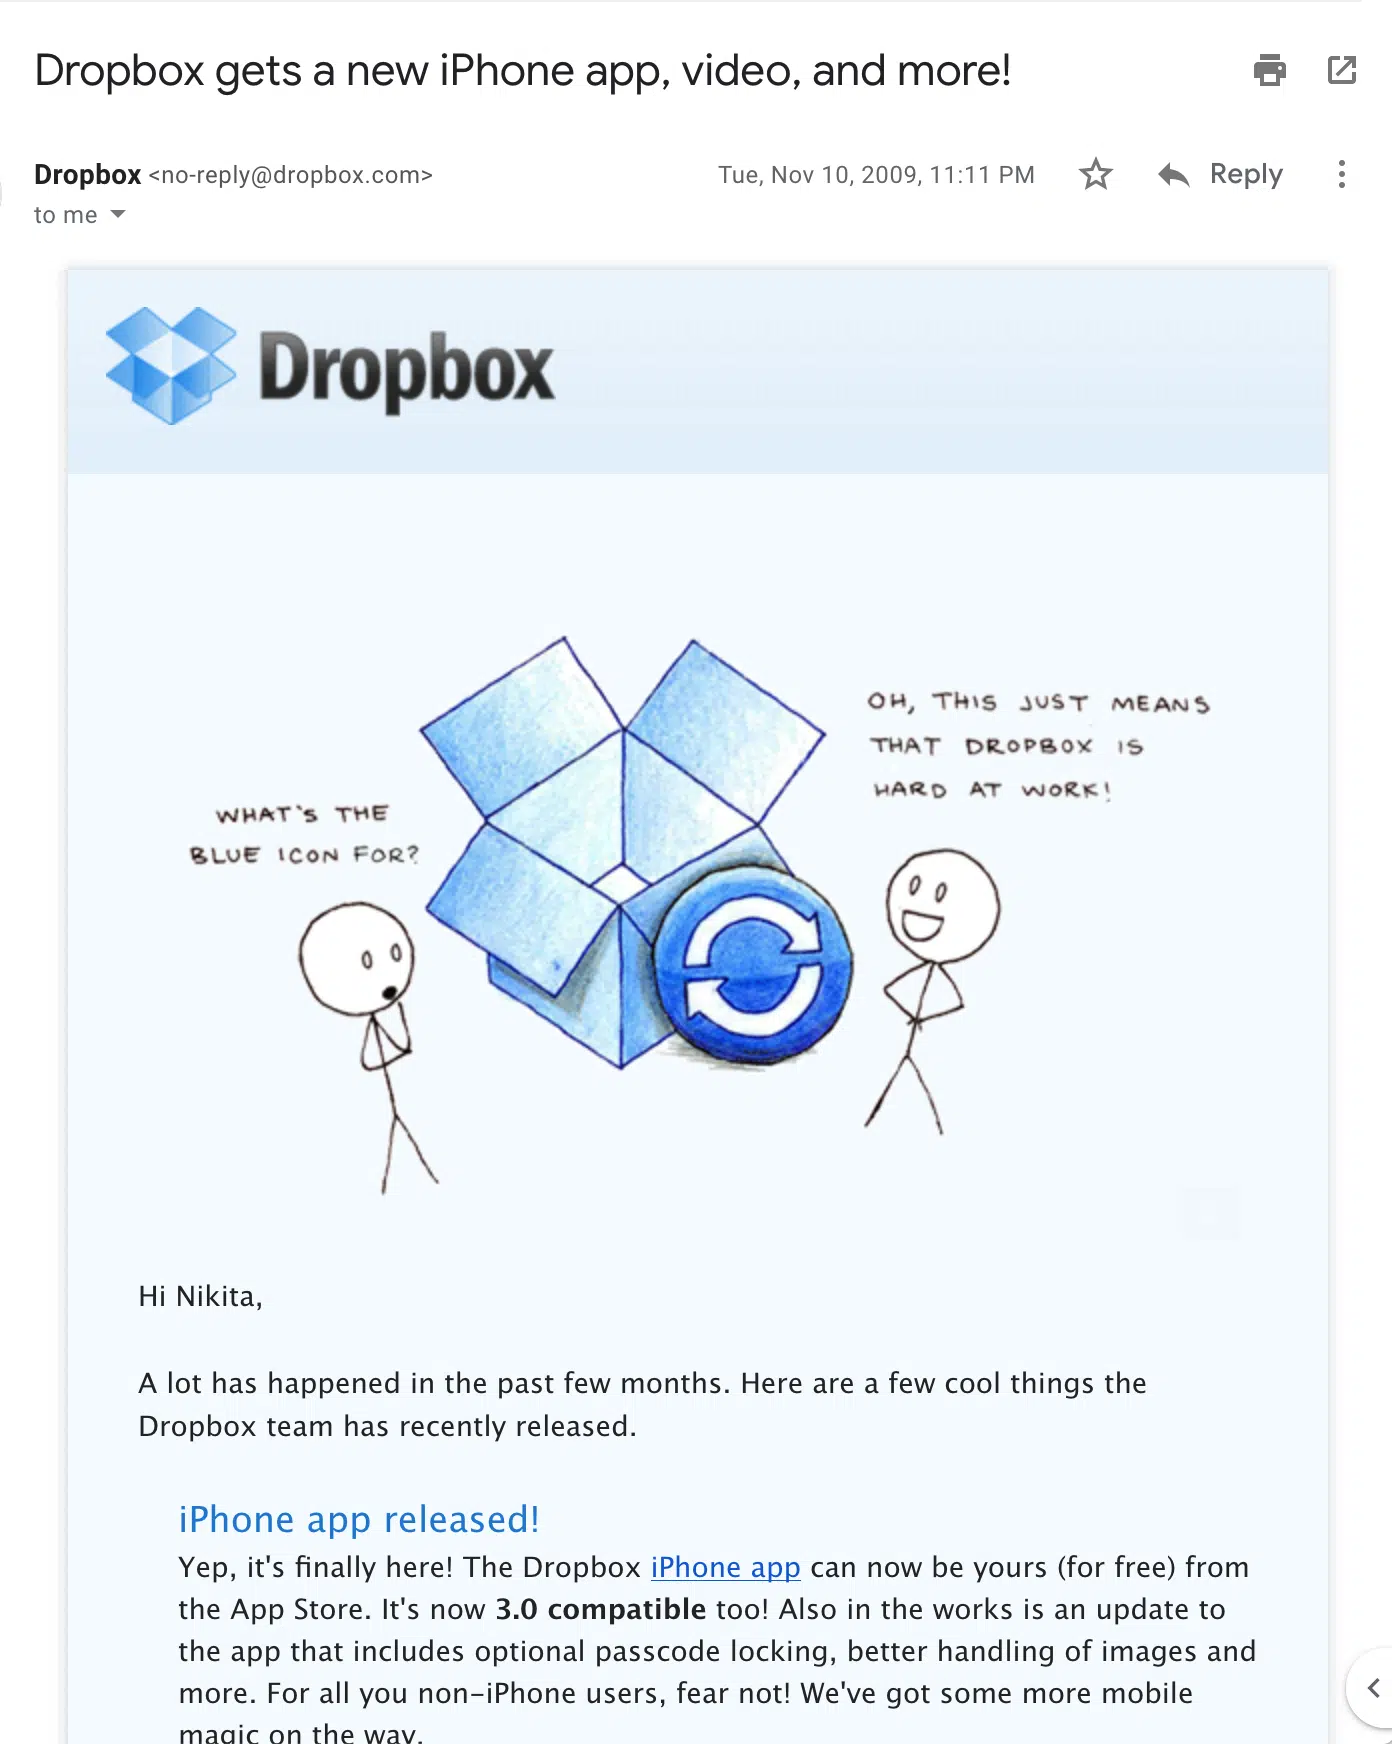 Dropbox gets a new iPhone app, video, and more!
Dropbox <no-reply@dropbox.com>
Tue, Nov 10, 2009, 11:11 PM
Reply
to me
Dropbox
OH, THIS JUST MEANS
THAT DROPBOX IS
HARD AT WORK!
WHAT'S THE
BLUE ICON FOR?
Hi Nikita,
A lot has happened in the past few months. Here are a few cool things the
Dropbox team has recently released.
iPhone app released!
Yep, it's finally here! The Dropbox iPhone app can now be yours (for free) from
the App Store. It's now 3.0 compatible too! Also in the works is an update to
the app that includes optional passcode locking, better handling of images and
more. For all you non-iPhone users, fear not! We've got some more mobile
magic on the way.